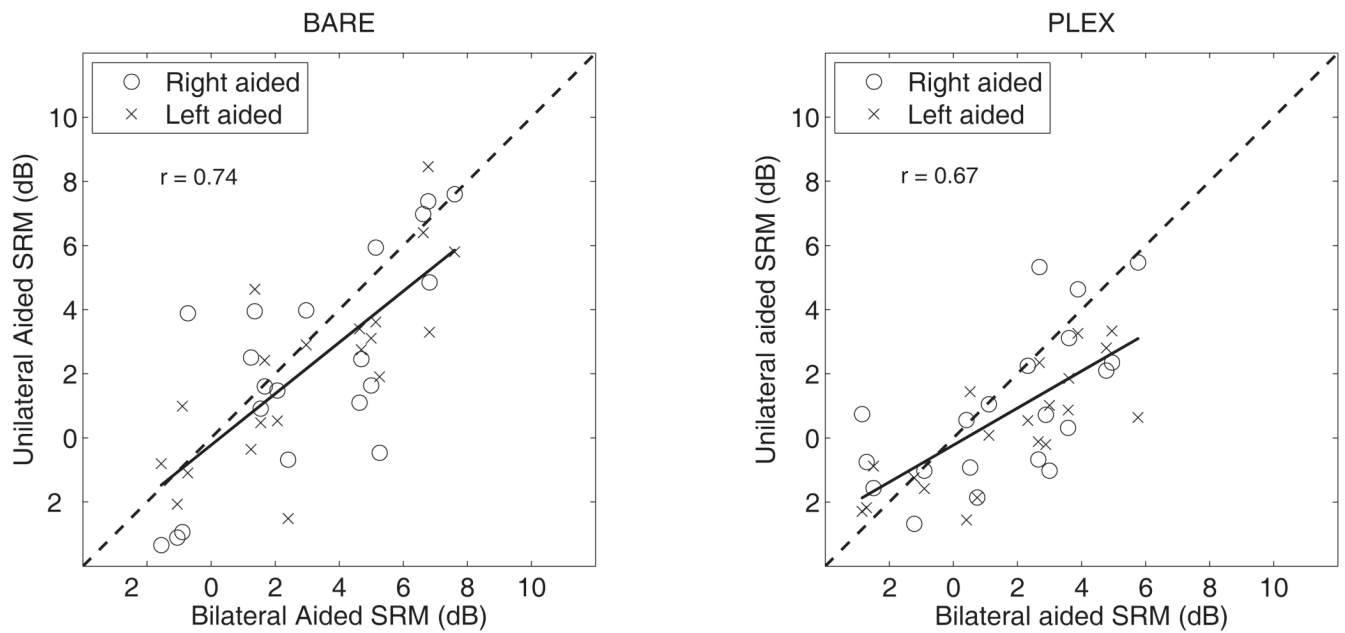 BARE
Right aided
Left aided
r = 0.74
10
8
6
4
2
0
2
2 0 2 4 6 8 10
Unilateral Aided SRM (dB)
Bilateral Aided SRM (dB)
PLEX
Right aided
Left aided
r = 0.67
10
8
6
4
2
0
2
2 0 2 4 6 8 10
Unilateral aided SRM (dB)
Bilateral aided SRM (dB)